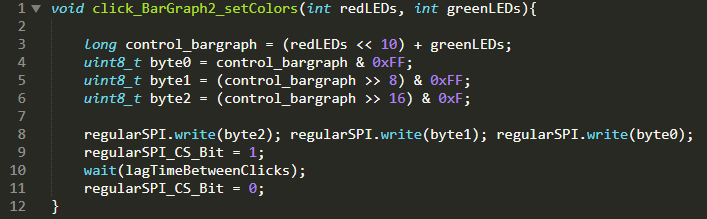 1 void click_BarGraph2_setColors(int redLEDs, int greenLEDs){
2
3 long control_bargraph = (redLEDs << 10) + greenLEDs;
4 uint8_t byte0 = control_bargraph & 0xFF;
5 uint8_t byte1 = (control_bargraph >> 8) & 0xFF;
6 uint8_t byte2 = (control_bargraph >> 16) & 0xF;
7
8 regularSPI.write(byte2); regularSPI.write(byte1); regularSPI.write(byte0);
9 regularSPI_CS_Bit = 1;
10 wait(lagTimeBetweenClicks);
11 regularSPI_CS_Bit = 0;
12 }